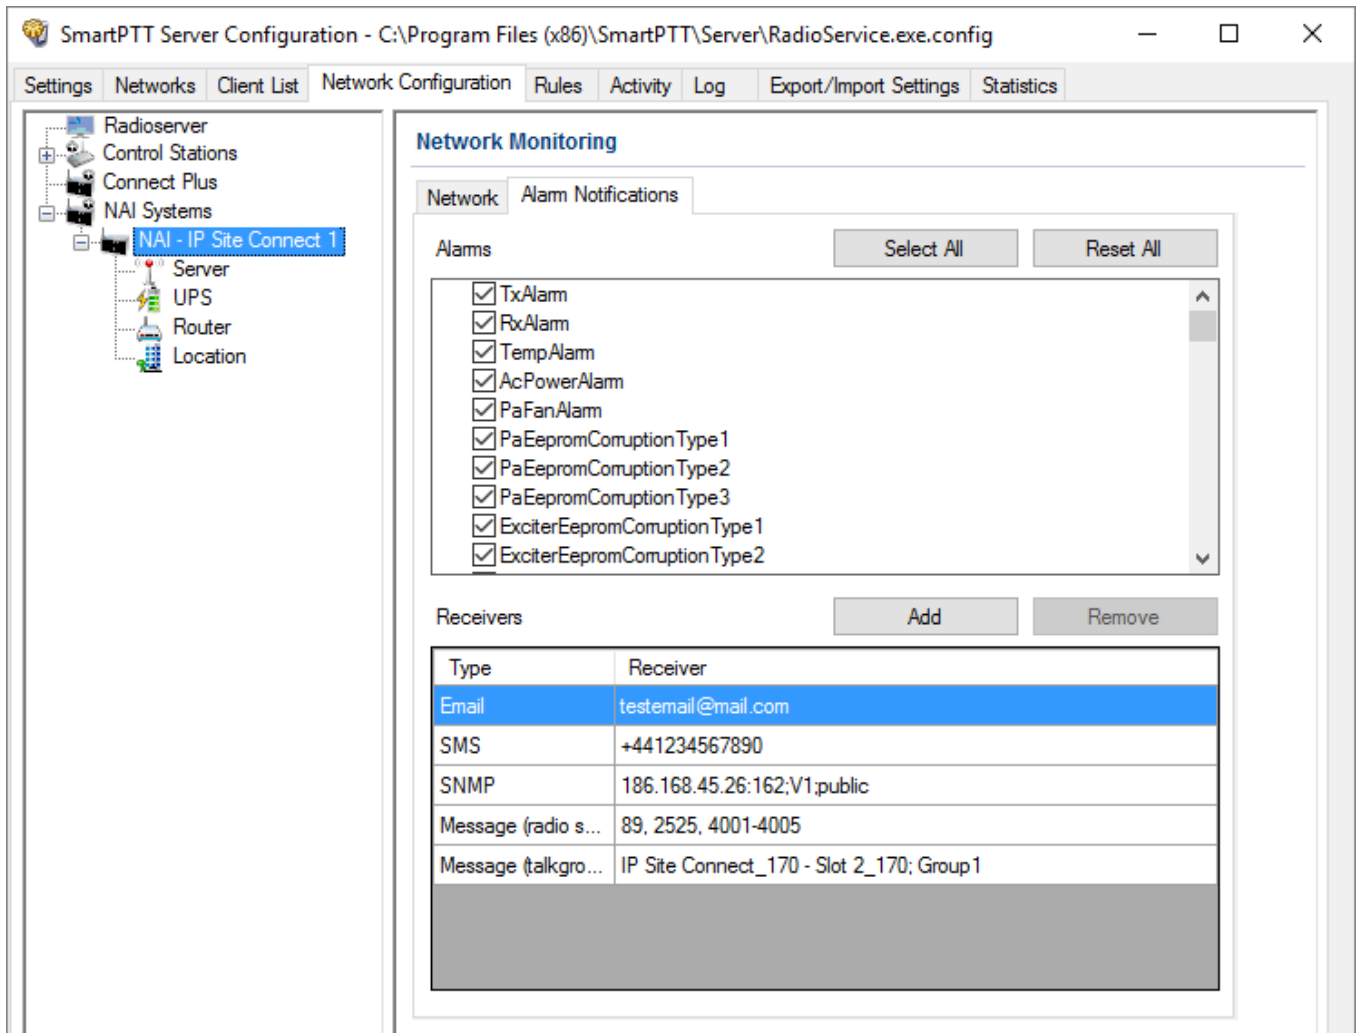 SmartPTT Server Configuration - C:\Program Files (x86)\SmartPTT\Server\RadioService.exe.config
Settings Networks Client List Network Configuration Rules Activity Log Export/Import Settings Statistics
Radioserver
Control Stations
Connect Plus
NAI Systems
NAI - IP Site Connect 1
Server
UPS
Router
Location
Network Monitoring
Network Alarm Notifications
Alarms Select All Reset All
TxAlarm
RxAlarm
TempAlarm
AcPowerAlarm
PaFanAlarm
PaEepromCorruptionType1
PaEepromCorruptionType2
PaEepromCorruptionType3
ExciterEepromCorruptionType1
ExciterEepromCorruptionType2
Receivers Add Remove
Type Receiver
Email testemail@mail.com
SMS +441234567890
SNMP 186.168.45.26:162;V1;public
Message (radio s... 89, 2525, 4001-4005
Message (talkgro... IP Site Connect_170 - Slot 2_170; Group1